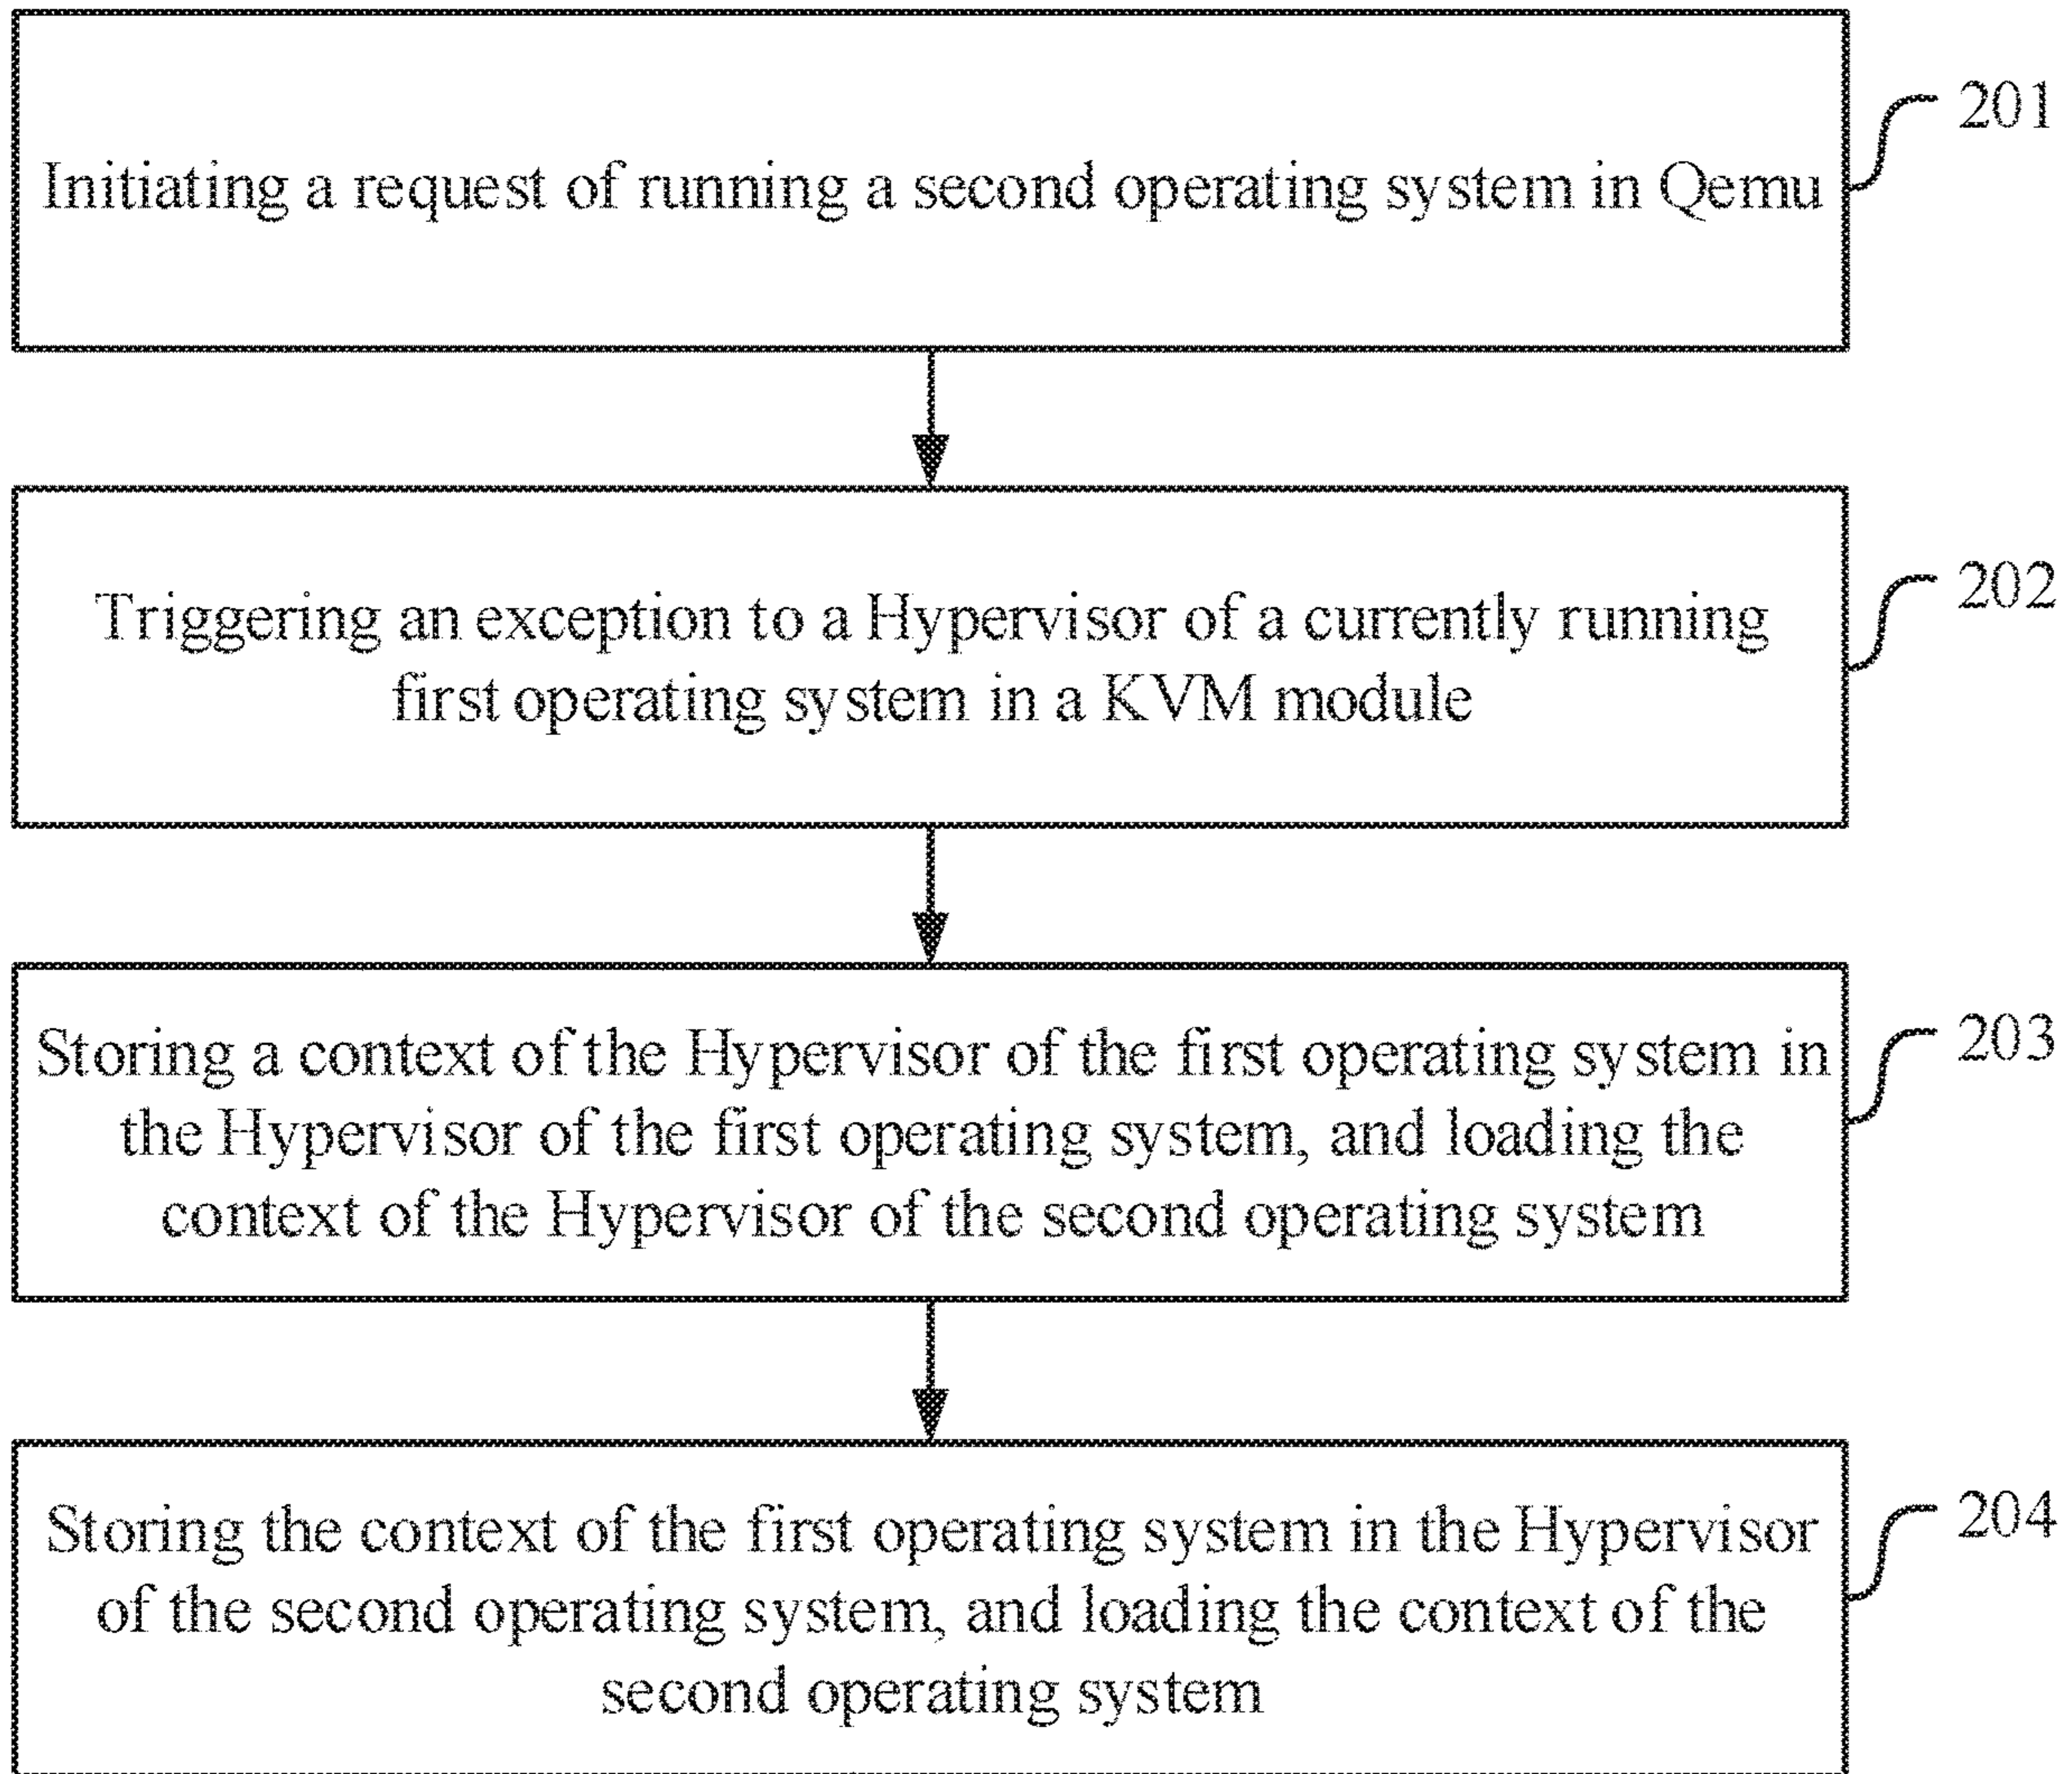 201
Initiating a request of running a second operating system in Qemu
202
Triggering an exception to a Hypervisor of a currently running
first operating system in a KVM module
203
Storing a context of the Hypervisor of the first operating system in
the Hypervisor of the first operating system, and loading the
context of the Hypervisor of the second operating system
204
Storing the context of the first operating system in the Hypervisor
of the second operating system, and loading the context of the
second operating system